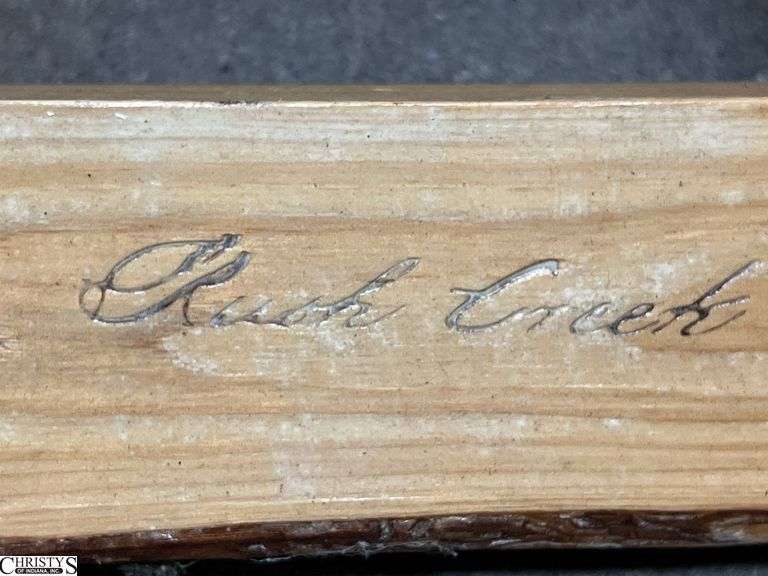 Rush Creek
CHRISTY'S
OF INDIANA, INC.